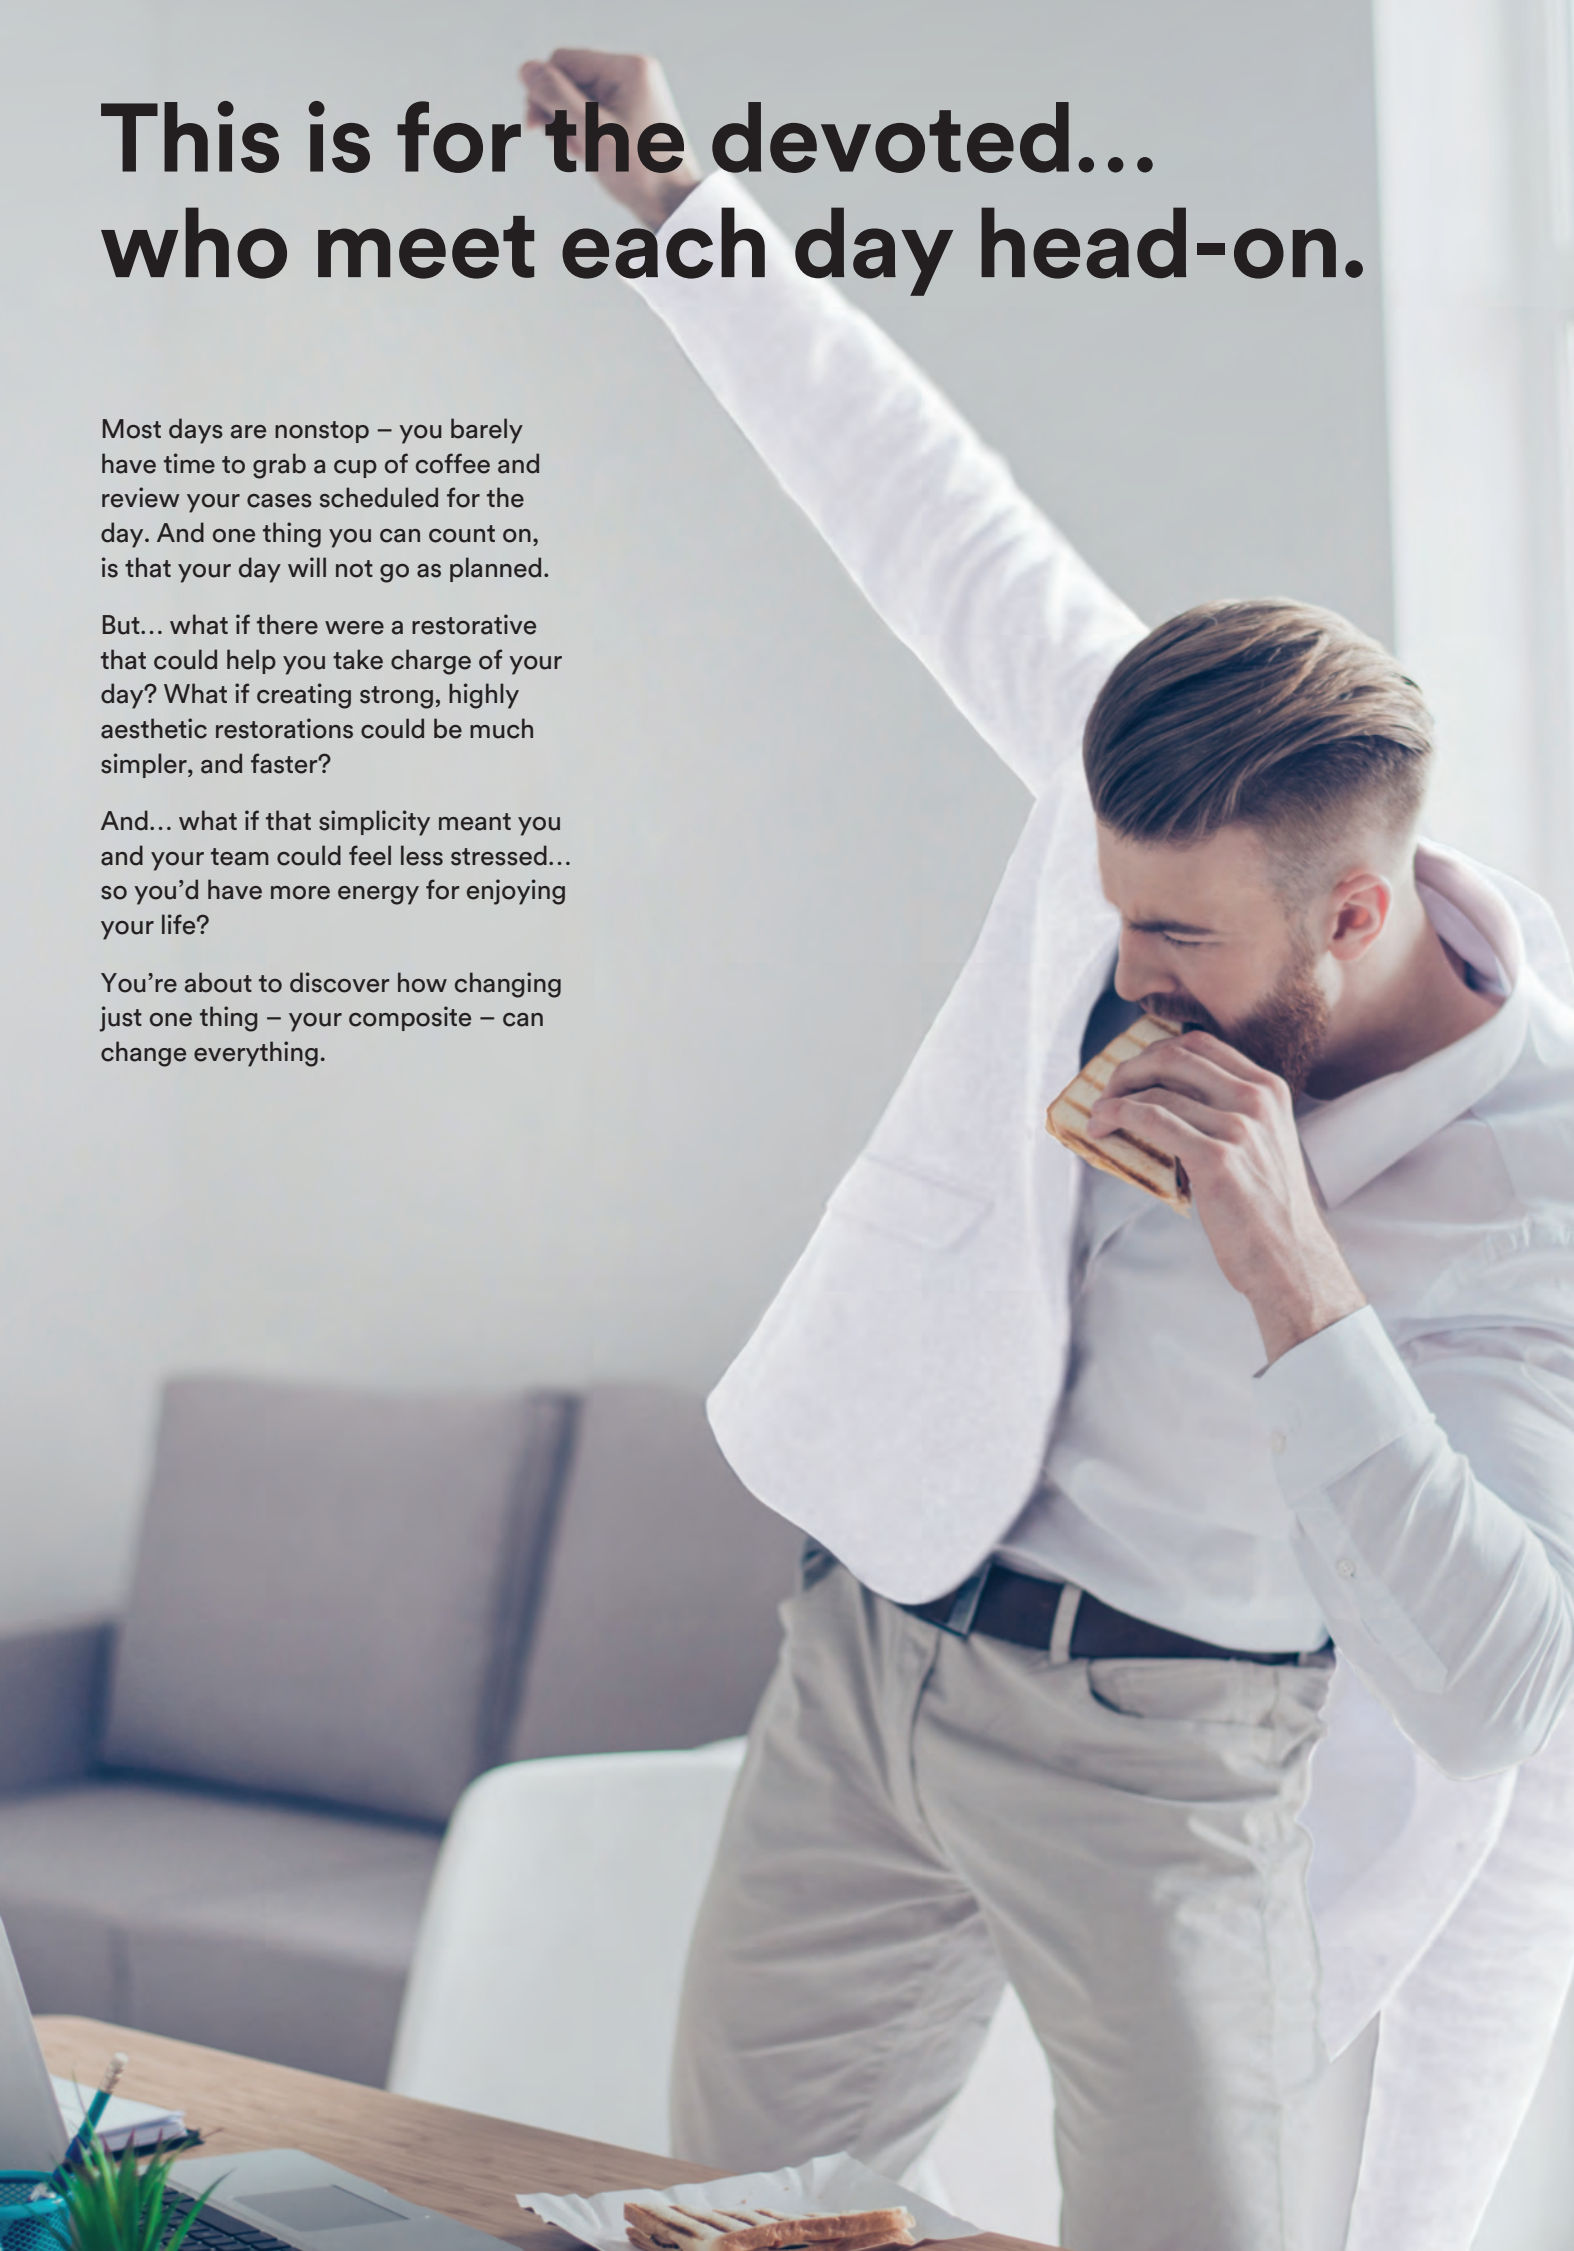 This is for the devoted…
who meet each day head-on.
Most days are nonstop – you barely
have time to grab a cup of coffee and
review your cases scheduled for the
day. And one thing you can count on,
is that your day will not go as planned.
But… what if there were a restorative
that could help you take charge of your
day? What if creating strong, highly
aesthetic restorations could be much
simpler, and faster?
And… what if that simplicity meant you
and your team could feel less stressed…
so you’d have more energy for enjoying
your life?
You’re about to discover how changing
just one thing – your composite – can
change everything.